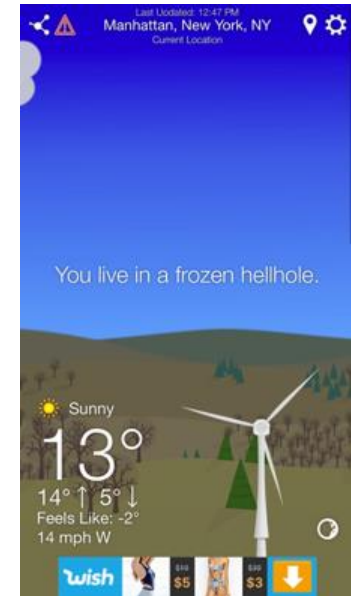 Last Updated: 12:47 PM
Manhattan, New York, NY
Current Location
You live in a frozen hellhole.
Sunny
13°
14° ↑ 5° ↓
Feels Like: -2°
14 mph W
wish
$5
$3